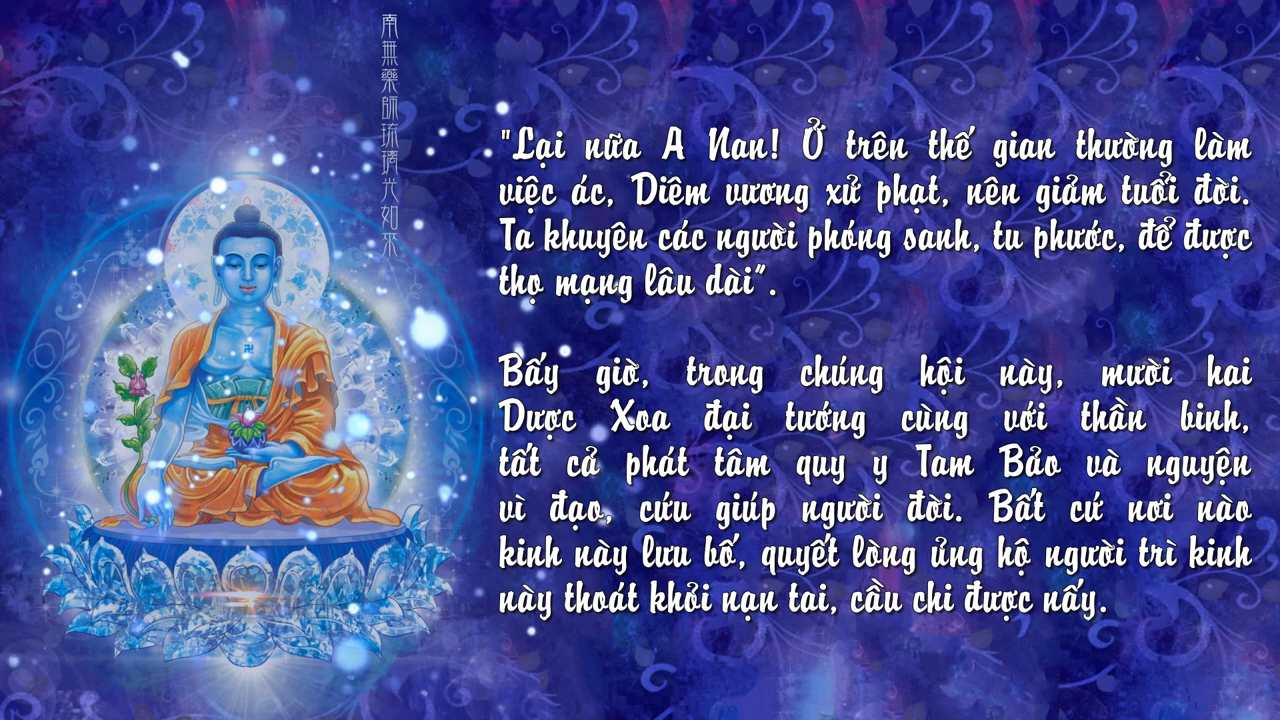 南無藥師琉璃光如來
"Lại nữa A Nan! Ở trên thế gian thường làm
việc ác, Diêm vương xử phạt, nên giảm tuổi đời.
Ta khuyên các người phóng sanh, tu phước, để được
thọ mạng lâu dài".
Bấy giờ, trong chúng hội này, mười hai
Dược Xoa đại tướng cùng với thần binh,
tất cả phát tâm quy y Tam Bảo và nguyện
vì đạo, cứu giúp người đời. Bất cứ nơi nào
kinh này lưu bố, quyết lòng ủng hộ người trì kinh
này thoát khỏi nạn tai, cầu chi được nấy.